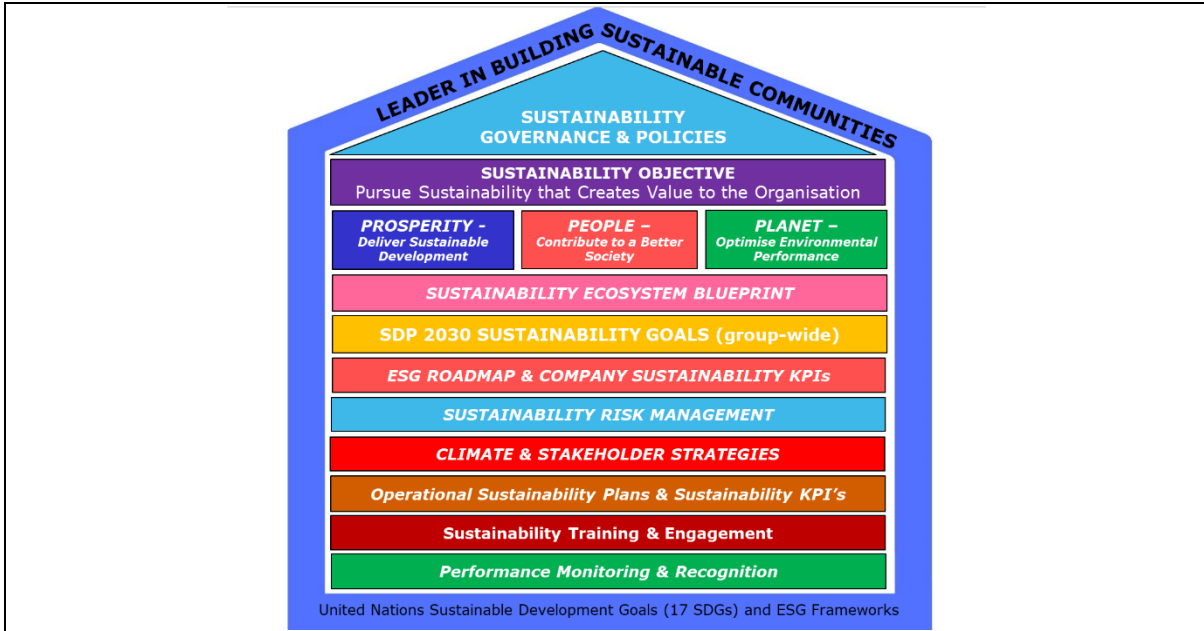 LEADER IN BUILDING SUSTAINABLE COMMUNITIES
SUSTAINABILITY
GOVERNANCE & POLICIES
SUSTAINABILITY OBJECTIVE
Pursue Sustainability that Creates Value to the Organisation
PROSPERITY -
Deliver Sustainable
Development
PEOPLE –
Contribute to a Better
Society
PLANET –
Optimise Environmental
Performance
SUSTAINABILITY ECOSYSTEM BLUEPRINT
SDP 2030 SUSTAINABILITY GOALS (group-wide)
ESG ROADMAP & COMPANY SUSTAINABILITY KPIs
SUSTAINABILITY RISK MANAGEMENT
CLIMATE & STAKEHOLDER STRATEGIES
Operational Sustainability Plans & Sustainability KPI’s
Sustainability Training & Engagement
Performance Monitoring & Recognition
United Nations Sustainable Development Goals (17 SDGs) and ESG Frameworks